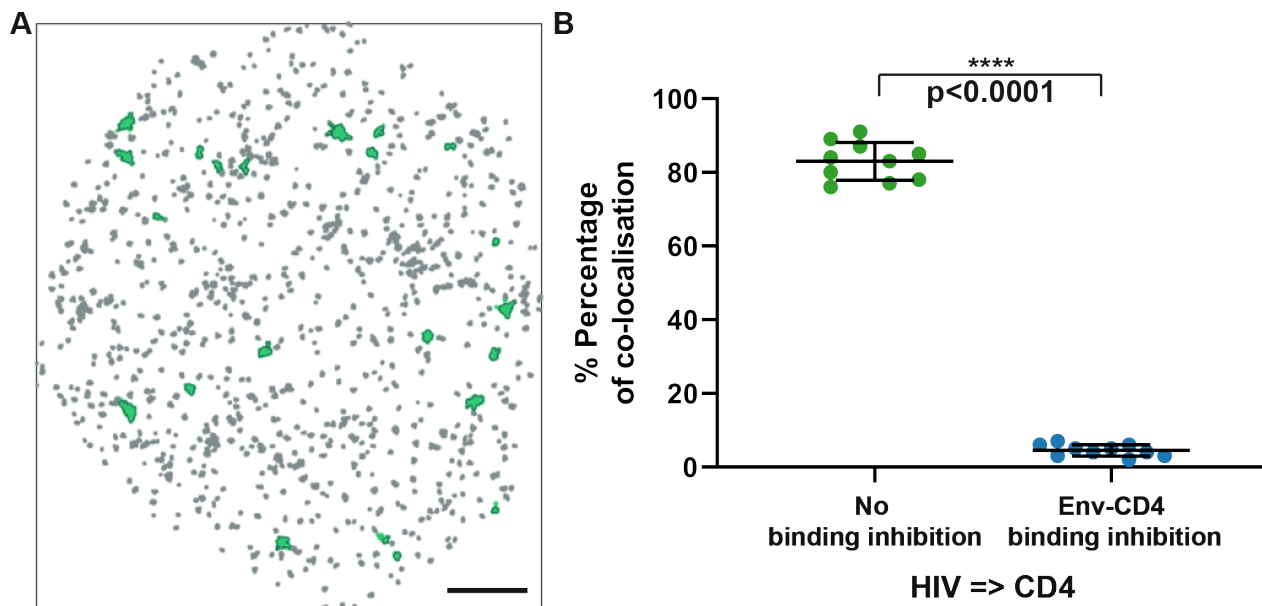 A
B
****
p<0.0001
% Percentage
of co-localisation
100
80
60
40
20
0
No
binding inhibition
Env-CD4
binding inhibition
HIV => CD4